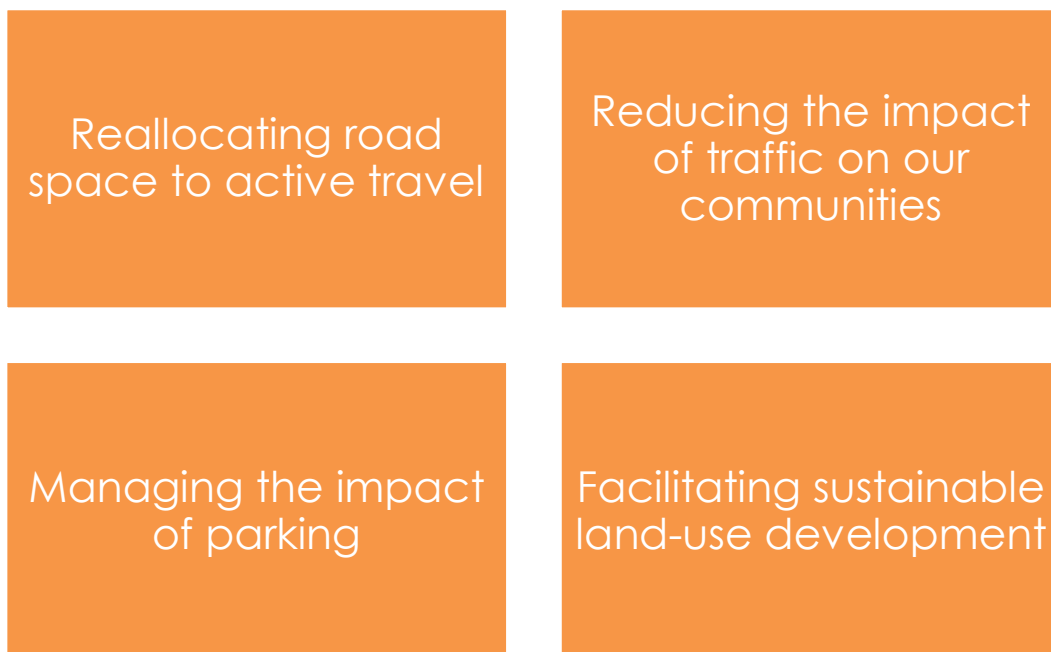 Reallocating road
space to active travel
Reducing the impact
of traffic on our
communities
Managing the impact
of parking
Facilitating sustainable
land-use development